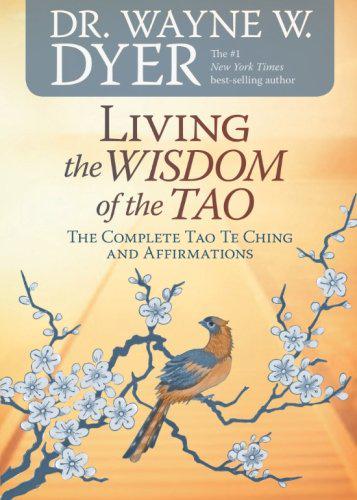 DR. WAYNE W.
DYER
The #1
New York Times
best-selling author
LIVING
the WISDOM
of the TAO
THE COMPLETE TAO TE CHING
AND AFFIRMATIONS